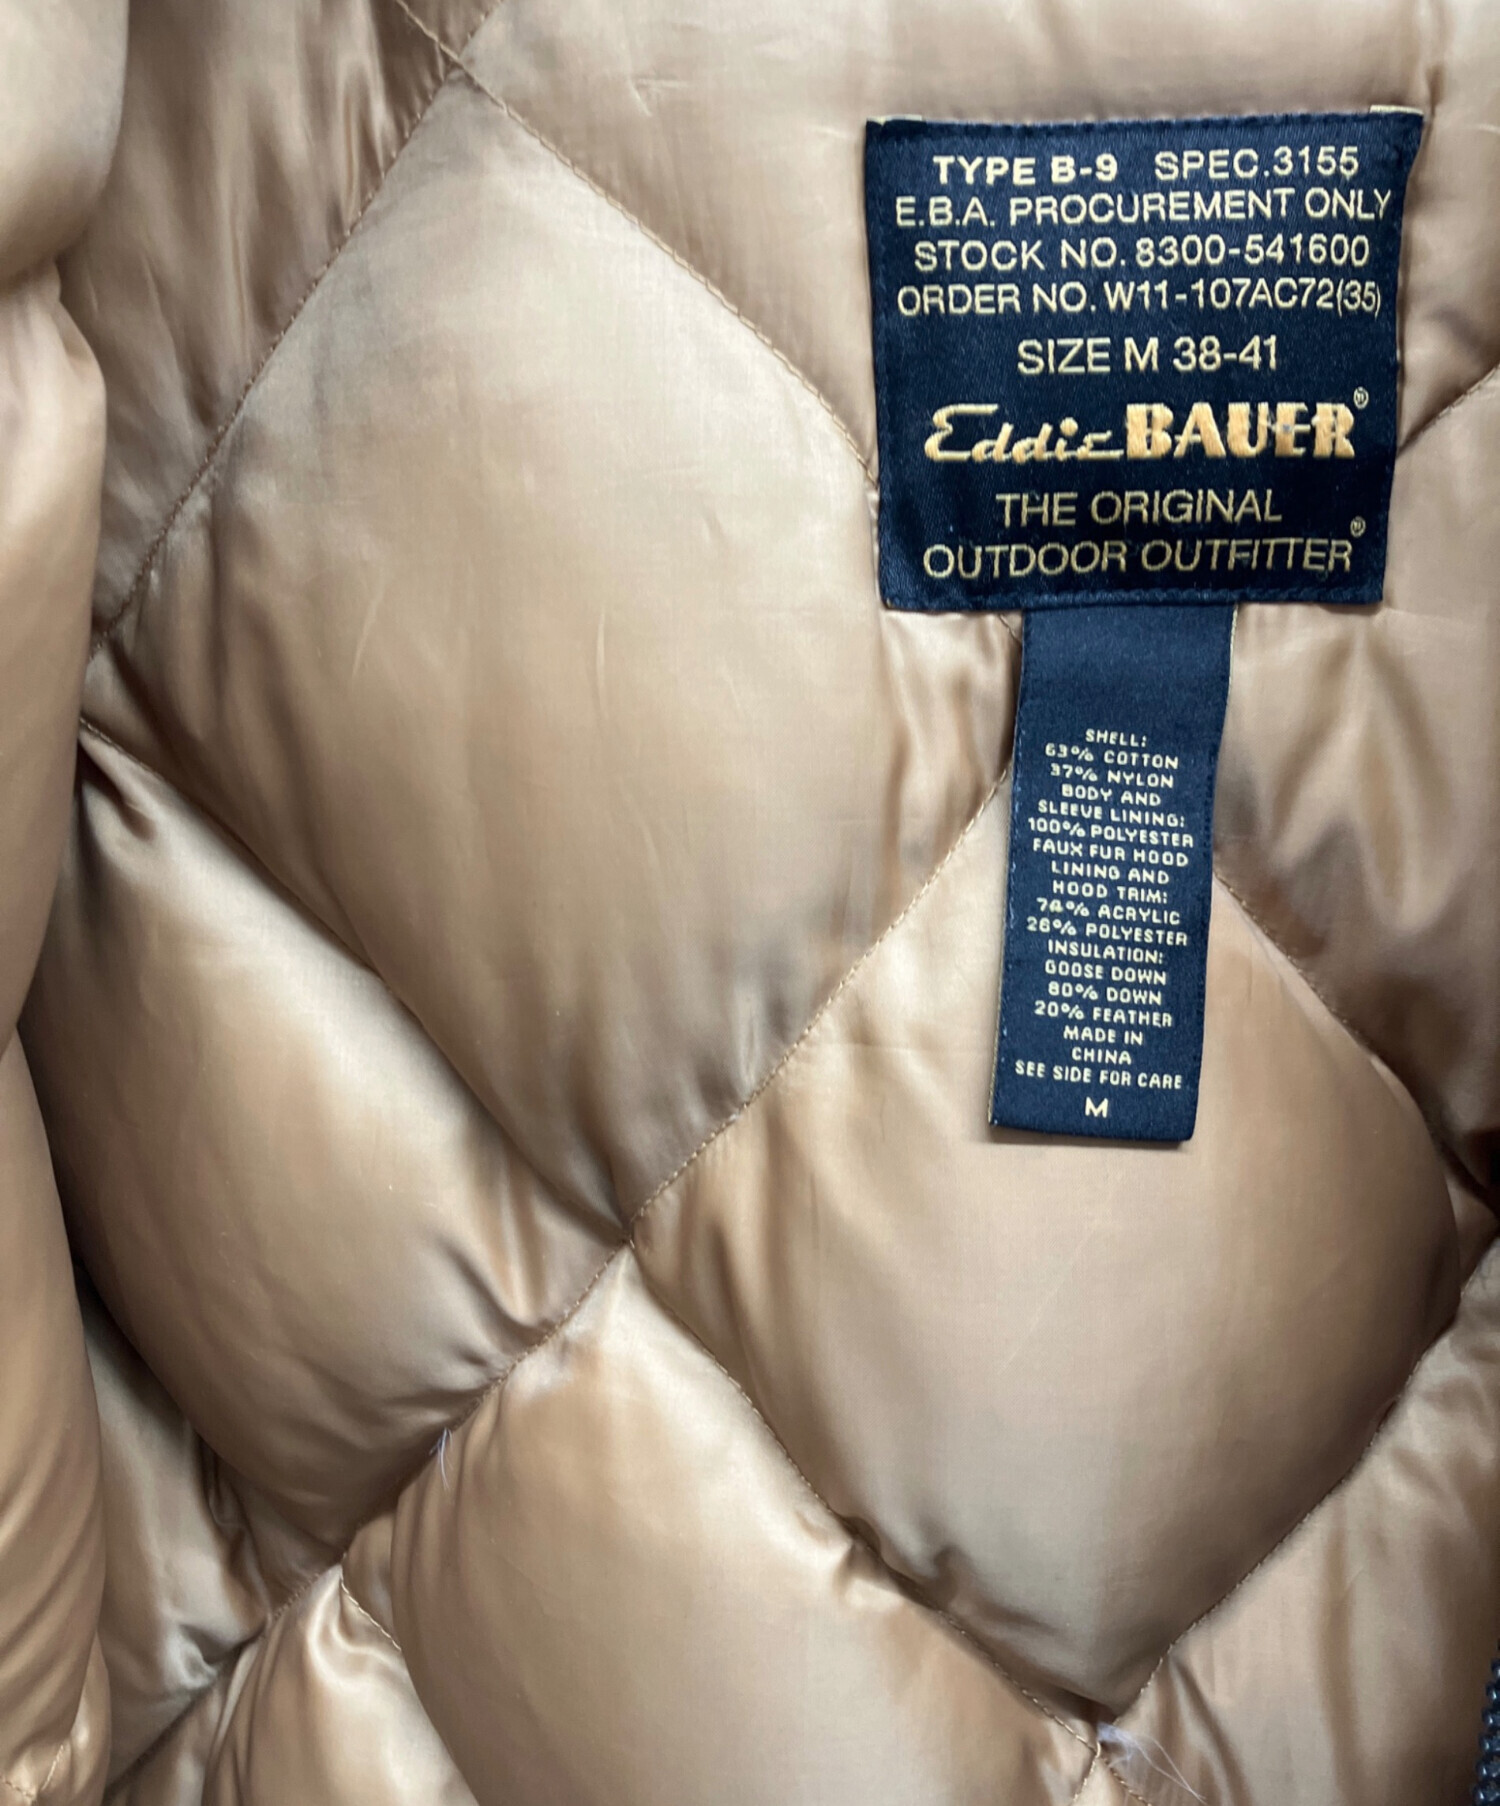 TYPE B-9 SPEC.3155
E.B.A. PROCUREMENT ONLY
STOCK NO. 8300-541600
ORDER NO. W11-107AC72(35)
SIZE M 38-41
Eddie BAUER®
THE ORIGINAL
OUTDOOR OUTFITTER®
SHELL:
63% COTTON
37% NYLON
BODY AND
SLEEVE LINING:
100% POLYESTER
FAUX FUR HOOD
LINING AND
HOOD TRIM:
74% ACRYLIC
26% POLYESTER
INSULATION:
GOOSE DOWN
80% DOWN
20% FEATHER
MADE IN
CHINA
SEE SIDE FOR CARE
M